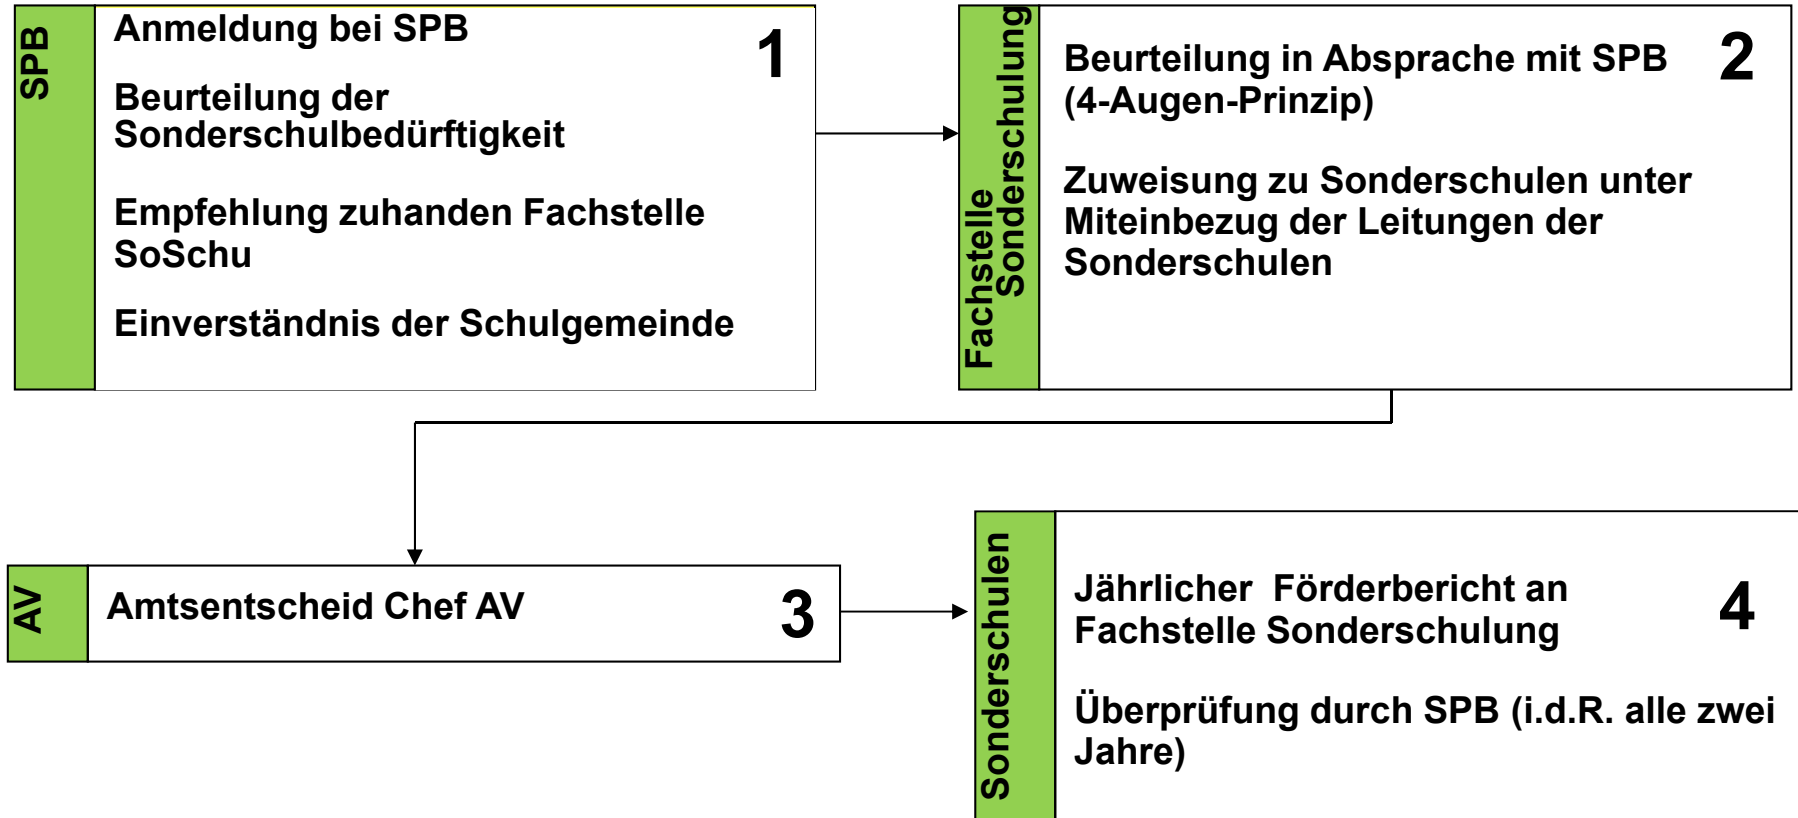 SPB
Anmeldung bei SPB
1
Beurteilung der
Sonderschulbedürftigkeit
Empfehlung zuhanden Fachstelle
SoSchu
Einverständnis der Schulgemeinde
Fachstelle
Sonderschulung
Beurteilung in Absprache mit SPB
(4-Augen-Prinzip)
2
Zuweisung zu Sonderschulen unter
Miteinbezug der Leitungen der
Sonderschulen
AV
Amtsentscheid Chef AV
3
Sonderschulen
Jährlicher Förderbericht an
Fachstelle Sonderschulung
4
Überprüfung durch SPB (i.d.R. alle zwei
Jahre)